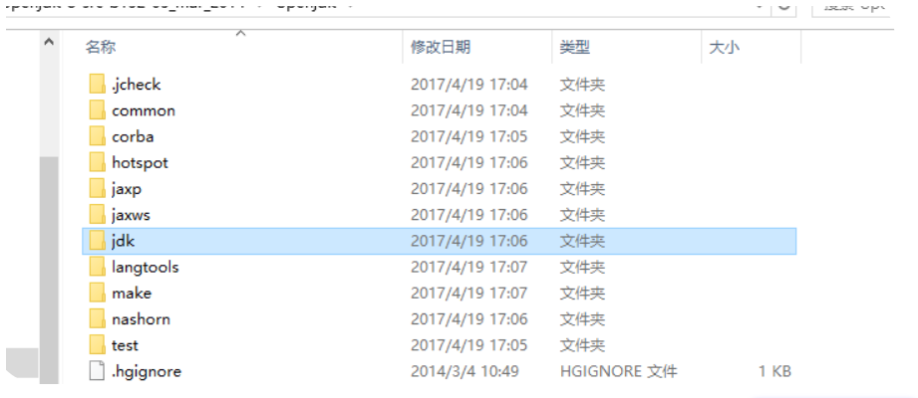 名称 修改日期 类型 大小
.jcheck 2017/4/19 17:04 文件夹
common 2017/4/19 17:04 文件夹
corba 2017/4/19 17:05 文件夹
hotspot 2017/4/19 17:06 文件夹
jaxp 2017/4/19 17:06 文件夹
jaxws 2017/4/19 17:06 文件夹
jdk 2017/4/19 17:06 文件夹
langtools 2017/4/19 17:07 文件夹
make 2017/4/19 17:07 文件夹
nashorn 2017/4/19 17:06 文件夹
test 2017/4/19 17:05 文件夹
.hgignore 2014/3/4 10:49 HGIGNORE 文件 1 KB